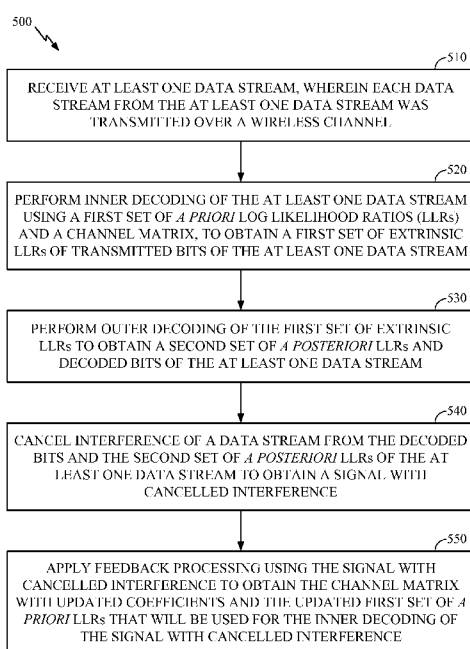 500
510
RECEIVE AT LEAST ONE DATA STREAM, WHEREIN EACH DATA
STREAM FROM THE AT LEAST ONE DATA STREAM WAS
TRANSMITTED OVER A WIRELESS CHANNEL
520
PERFORM INNER DECODING OF THE AT LEAST ONE DATA STREAM
USING A FIRST SET OF A PRIORI LOG LIKELIHOOD RATIOS (LLRs)
AND A CHANNEL MATRIX, TO OBTAIN A FIRST SET OF EXTRINSIC
LLRs OF TRANSMITTED BITS OF THE AT LEAST ONE DATA STREAM
530
PERFORM OUTER DECODING OF THE FIRST SET OF EXTRINSIC
LLRs TO OBTAIN A SECOND SET OF A POSTERIORI LLRs AND
DECODED BITS OF THE AT LEAST ONE DATA STREAM
540
CANCEL INTERFERENCE OF A DATA STREAM FROM THE DECODED
BITS AND THE SECOND SET OF A POSTERIORI LLRs OF THE AT
LEAST ONE DATA STREAM TO OBTAIN A SIGNAL WITH
CANCELLED INTERFERENCE
550
APPLY FEEDBACK PROCESSING USING THE SIGNAL WITH
CANCELLED INTERFERENCE TO OBTAIN THE CHANNEL MATRIX
WITH UPDATED COEFFICIENTS AND THE UPDATED FIRST SET OF A
PRIORI LLRs THAT WILL BE USED FOR THE INNER DECODING OF
THE SIGNAL WITH CANCELLED INTERFERENCE